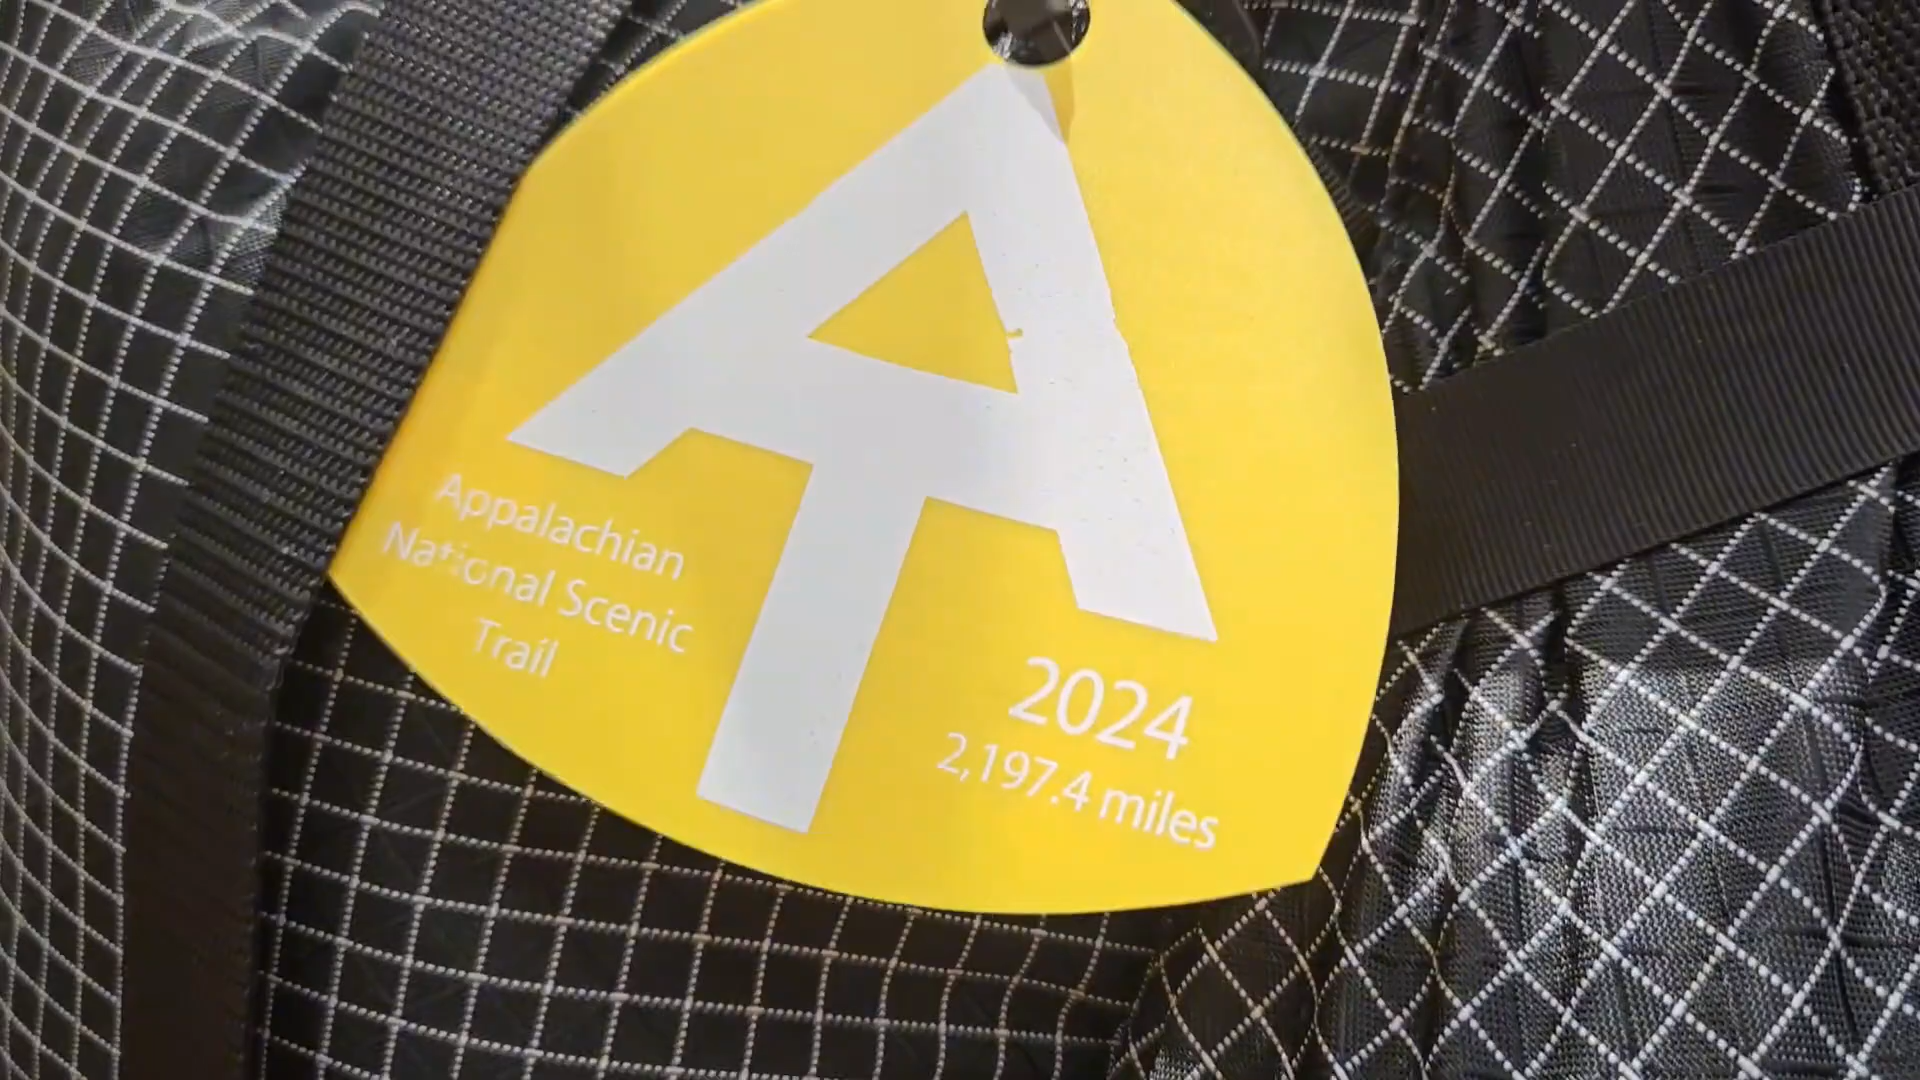 AT
Appalachian
National Scenic
Trail
2024
2,197.4 miles